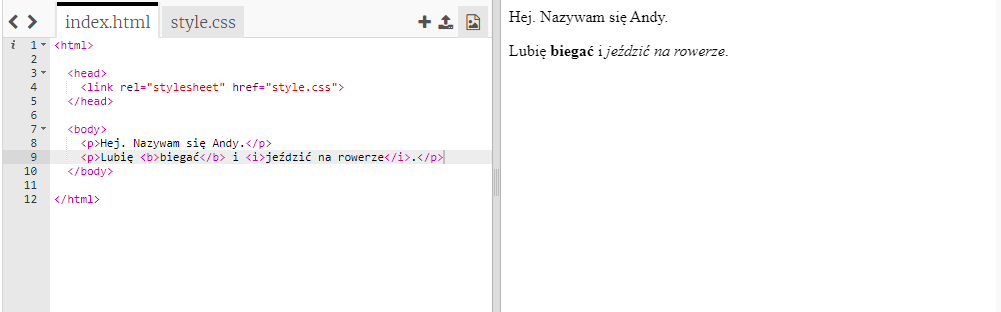 index.html style.css
i 1 <html>
2
3 <head>
4 <link rel="stylesheet" href="style.css">
5 </head>
6
7 <body>
8 <p>Hej. Nazywam się Andy.</p>
9 <p>Lubię <b>biegać</b> i <i>jeździć na rowerze</i>.</p>
10 </body>
11
12 </html>
Hej. Nazywam się Andy.
Lubię biegać i jeździć na rowerze.